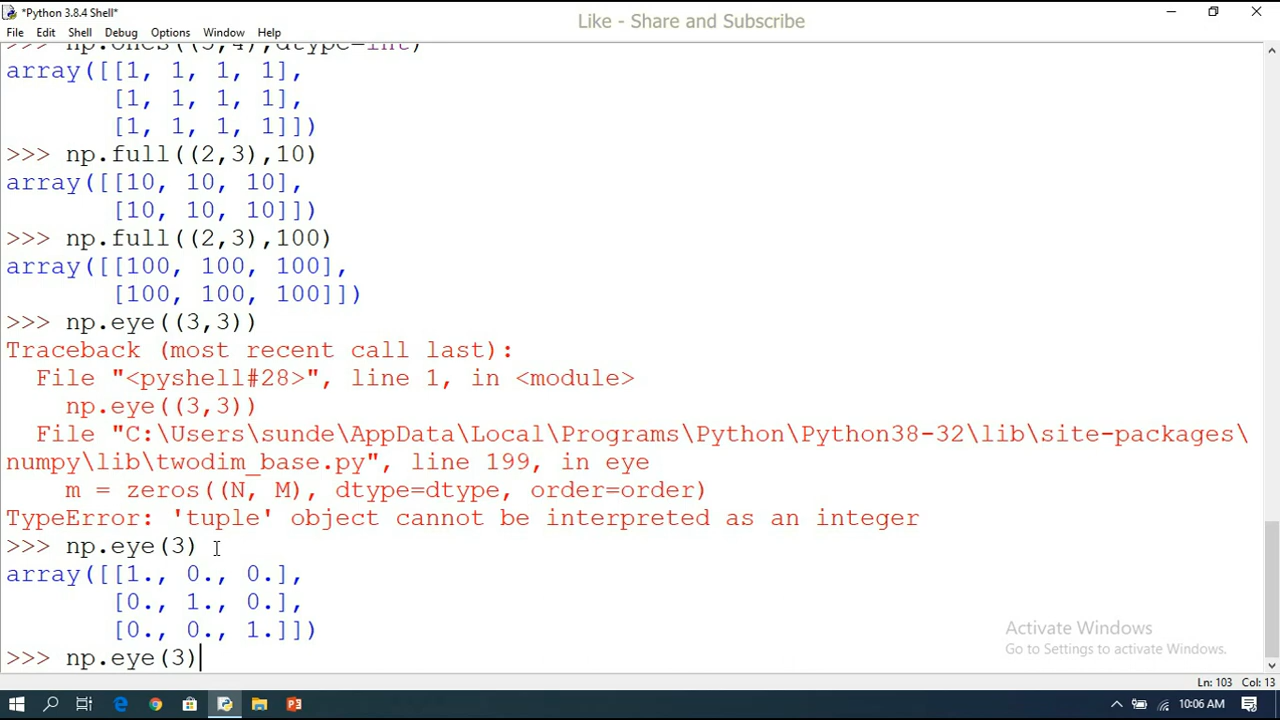 *Python 3.8.4 Shell*
Like - Share and Subscribe
File Edit Shell Debug Options Window Help
>>> np.ones((3,4),dtype=int)
array([[1, 1, 1, 1],
[1, 1, 1, 1],
[1, 1, 1, 1]])
>>> np.full((2,3),10)
array([[10, 10, 10],
[10, 10, 10]])
>>> np.full((2,3),100)
array([[100, 100, 100],
[100, 100, 100]])
>>> np.eye((3,3))
Traceback (most recent call last):
File "<pyshell#28>", line 1, in <module>
np.eye((3,3))
File "C:\Users\sunde\AppData\Local\Programs\Python\Python38-32\lib\site-packages\
numpy\lib\twodim_base.py", line 199, in eye
m = zeros((N, M), dtype=dtype, order=order)
TypeError: 'tuple' object cannot be interpreted as an integer
>>> np.eye(3)
array([[1., 0., 0.],
[0., 1., 0.],
[0., 0., 1.]])
>>> np.eye(3)
Activate Windows
Go to Settings to activate Windows.
Ln: 103 Col: 13
10:06 AM